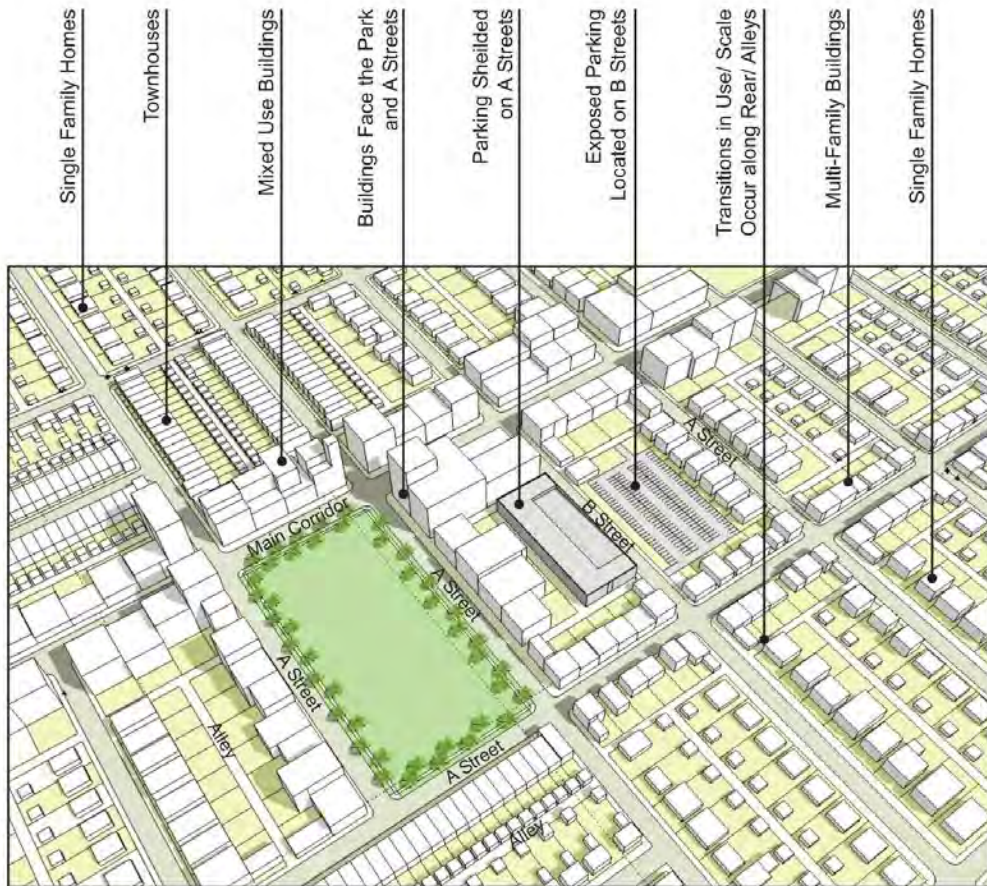 Single Family Homes
Townhouses
Mixed Use Buildings
Buildings Face the Park
and A Streets
Parking Sheilded
on A Streets
Exposed Parking
Located on B Streets
Transitions in Use/ Scale
Occur along Rear/ Alleys
Multi-Family Buildings
Single Family Homes
Main Corridor
A Street
B Street
A Street
A Street
Alley
A Street
Alley